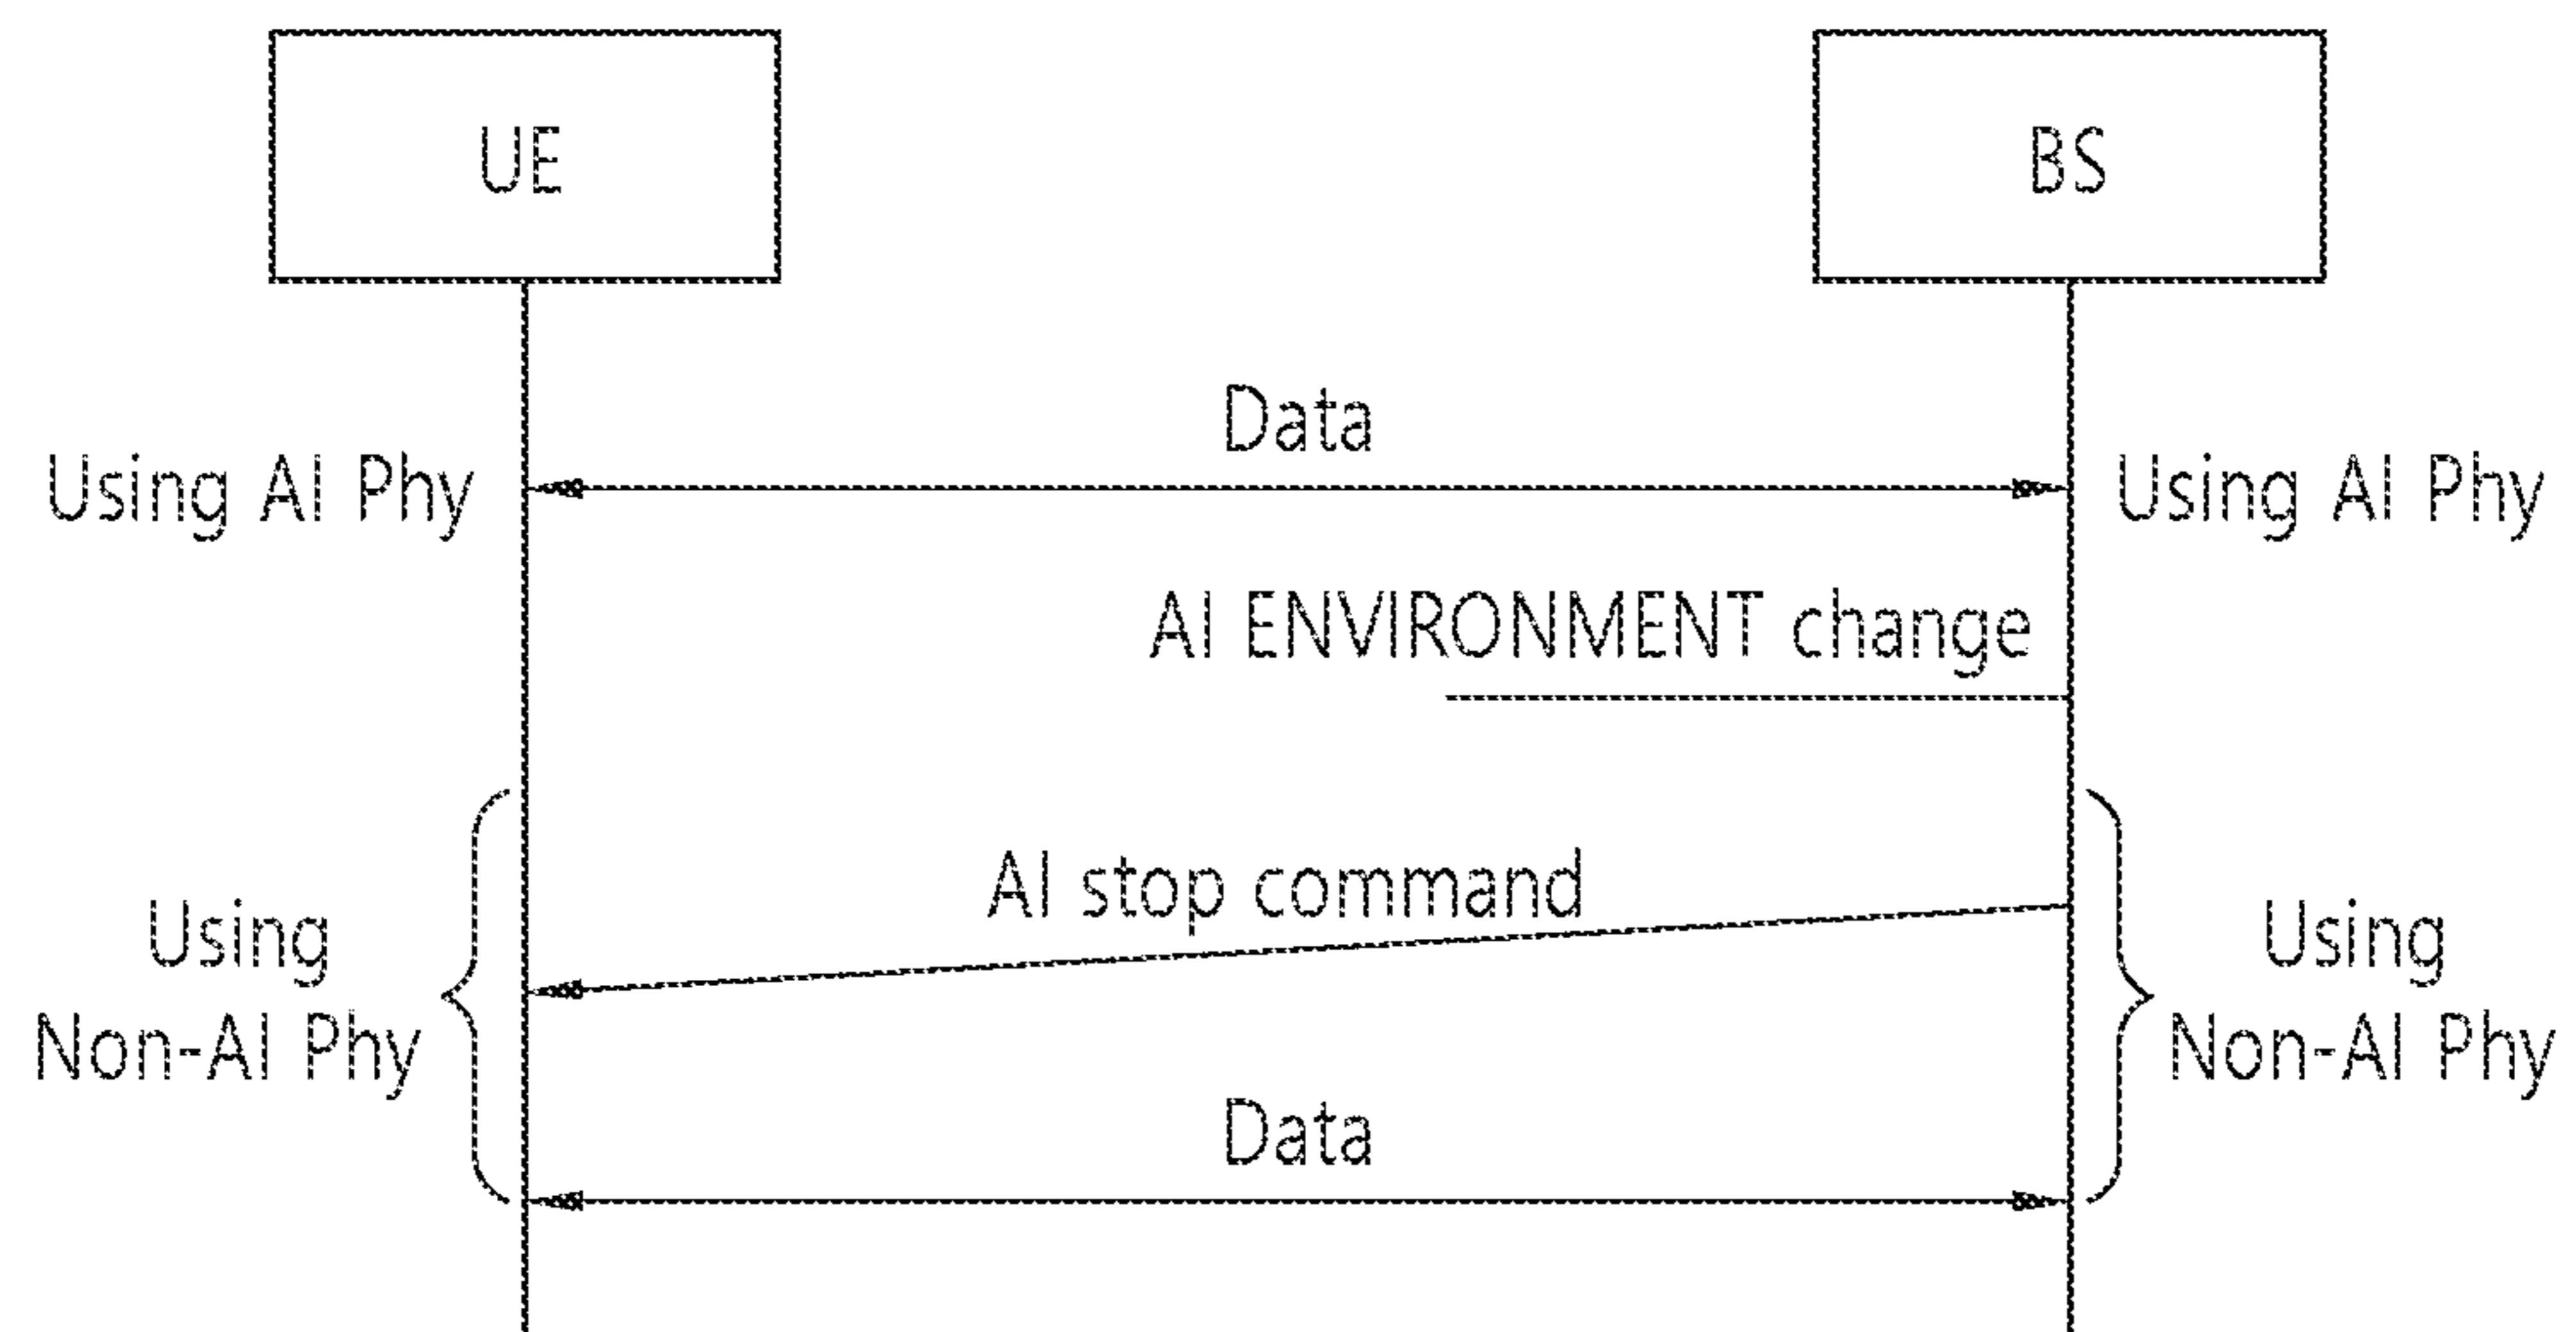 UE
BS
Data
Using AI Phy
Using AI Phy
AI ENVIRONMENT change
AI stop command
Using
Non-AI Phy
Using
Non-AI Phy
Data